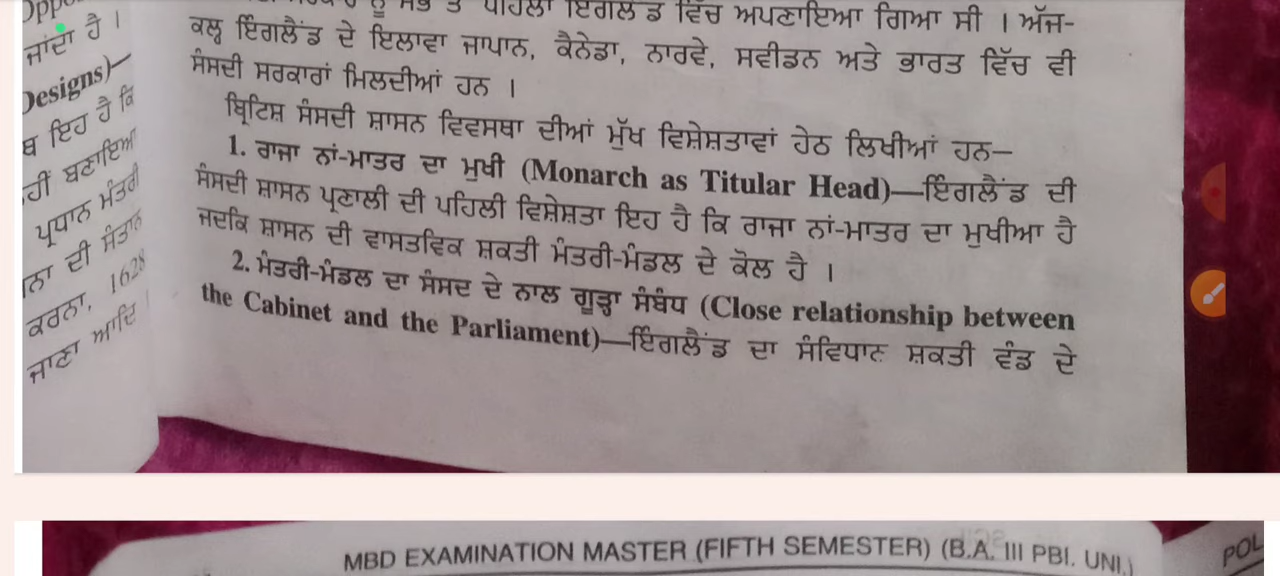 ਜਾਂਦਾ ਹੈ ।
Designs)—
ਇਹ ਹੈ ਕਿ
ਬਣਾਇਆ
ਪ੍ਰਧਾਨ ਮੰਤਰੀ
ਦੀ ਸੰਤਾਨ
ਕਰਨਾ, 1628
ਜਾਣਾ ਆਦਿ ।
ਪਹਿਲਾਂ ਇੰਗਲੈਂਡ ਵਿੱਚ ਅਪਣਾਇਆ ਗਿਆ ਸੀ । ਅੱਜ-
ਕਲ੍ਹ ਇੰਗਲੈਂਡ ਦੇ ਇਲਾਵਾ ਜਾਪਾਨ, ਕੈਨੇਡਾ, ਨਾਰਵੇ, ਸਵੀਡਨ ਅਤੇ ਭਾਰਤ ਵਿੱਚ ਵੀ
ਸੰਸਦੀ ਸਰਕਾਰਾਂ ਮਿਲਦੀਆਂ ਹਨ ।
ਬ੍ਰਿਟਿਸ਼ ਸੰਸਦੀ ਸ਼ਾਸਨ ਵਿਵਸਥਾ ਦੀਆਂ ਮੁੱਖ ਵਿਸ਼ੇਸ਼ਤਾਵਾਂ ਹੇਠ ਲਿਖੀਆਂ ਹਨ—
1. ਰਾਜਾ ਨਾਂ-ਮਾਤਰ ਦਾ ਮੁਖੀ (Monarch as Titular Head)—ਇੰਗਲੈਂਡ ਦੀ
ਸੰਸਦੀ ਸ਼ਾਸਨ ਪ੍ਰਣਾਲੀ ਦੀ ਪਹਿਲੀ ਵਿਸ਼ੇਸ਼ਤਾ ਇਹ ਹੈ ਕਿ ਰਾਜਾ ਨਾਂ-ਮਾਤਰ ਦਾ ਮੁਖੀਆ ਹੈ
ਜਦਕਿ ਸ਼ਾਸਨ ਦੀ ਵਾਸਤਵਿਕ ਸ਼ਕਤੀ ਮੰਤਰੀ-ਮੰਡਲ ਦੇ ਕੋਲ ਹੈ ।
2. ਮੰਤਰੀ-ਮੰਡਲ ਦਾ ਸੰਸਦ ਦੇ ਨਾਲ ਗੂੜ੍ਹਾ ਸੰਬੰਧ (Close relationship between
the Cabinet and the Parliament)—ਇੰਗਲੈਂਡ ਦਾ ਸੰਵਿਧਾਨ ਸ਼ਕਤੀ ਵੰਡ ਦੇ
MBD EXAMINATION MASTER (FIFTH SEMESTER) (B.A. III PBI. UNI.)
POL